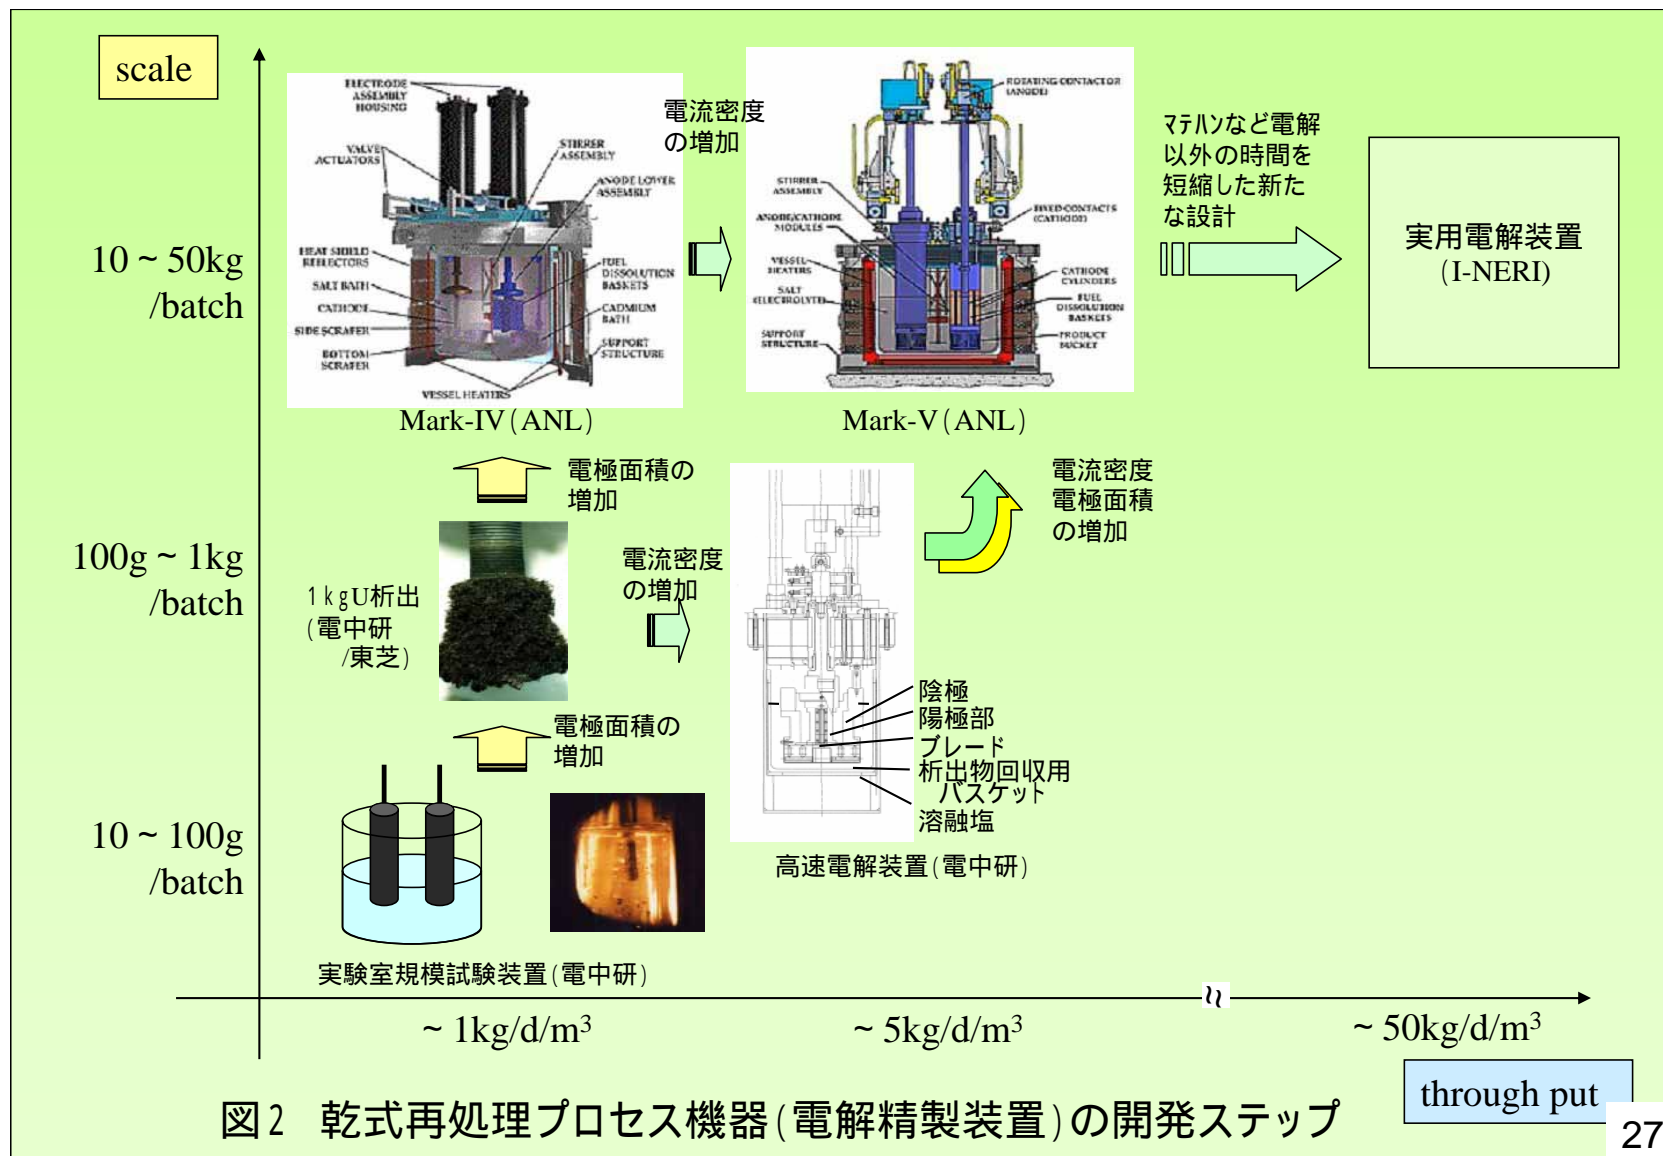 scale
ELECTRODE
ASSEMBLY
HOUSING
VALVE
ACTUATORS
STIRRER
ASSEMBLY
ANODE LOWER
ASSEMBLY
HEAT SHIELD
REFLECTORS
SALT BATH
CATHODE
SIDE SCRAPER
BOTTOM
SCRAPER
FUEL
DISSOLUTION
BASKETS
CADMIUM
BATH
SUPPORT
STRUCTURE
VESSEL HEATERS
Mark-IV(ANL)
電流密度
の増加
ROTATING CONTACTOR
(ANODE)
STIRRER
ASSEMBLY
ANODE/CATHODE
MODULES
VESSEL
HEATERS
SALT
(ELECTROLYTE)
SUPPORT
STRUCTURE
FIXED CONTACTS
(CATHODE)
CATHODE
CYLINDERS
FUEL
DISSOLUTION
BASKETS
PRODUCT
BUCKET
Mark-V(ANL)
マテハンなど電解
以外の時間を
短縮した新た
な設計
実用電解装置
(I-NERI)
10 ~ 50kg
/batch
電極面積の
増加
電流密度
電極面積
の増加
100g ~ 1kg
/batch
1kgU析出
(電中研
/東芝)
電流密度
の増加
陰極
陽極部
ブレード
析出物回収用
バスケット
溶融塩
高速電解装置(電中研)
電極面積の
増加
10 ~ 100g
/batch
実験室規模試験装置(電中研)
~ 1kg/d/m³
~ 5kg/d/m³
≈
~ 50kg/d/m³
through put
図2 乾式再処理プロセス機器(電解精製装置)の開発ステップ
27